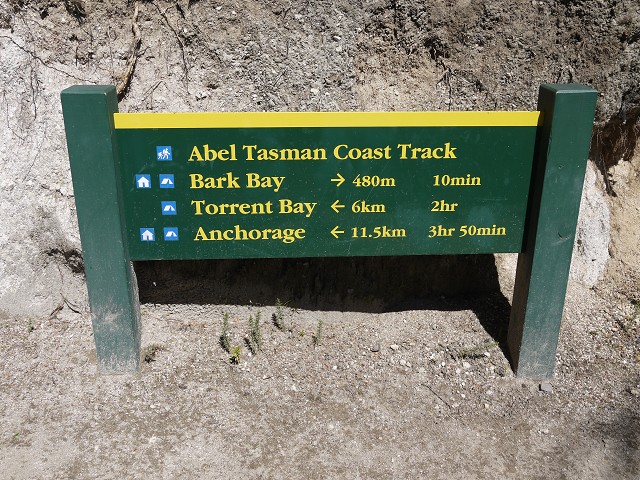 Abel Tasman Coast Track
Bark Bay → 480m 10min
Torrent Bay ← 6km 2hr
Anchorage ← 11.5km 3hr 50min